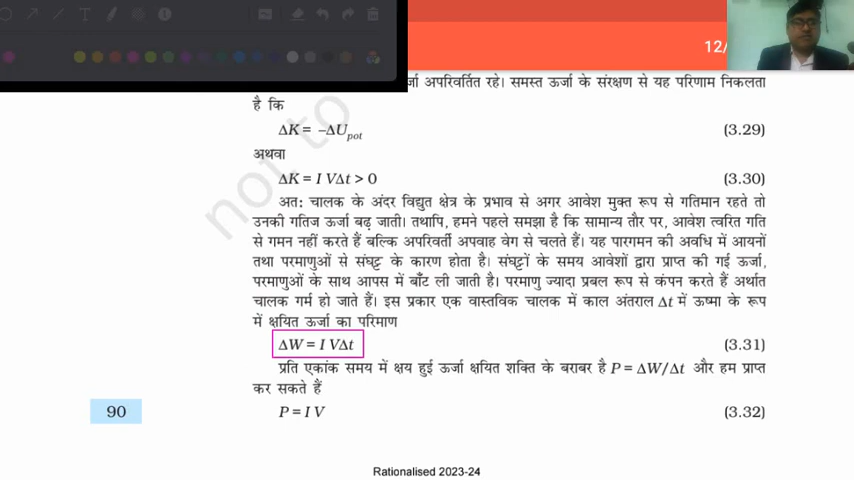 12/
र्जा अपरिवर्तित रहे। समस्त ऊर्जा के संरक्षण से यह परिणाम निकलता
है कि
ΔK = –ΔU_pot (3.29)
अथवा
ΔK = I VΔt > 0 (3.30)
अत: चालक के अंदर विद्युत क्षेत्र के प्रभाव से अगर आवेश मुक्त रूप से गतिमान रहते तो
उनकी गतिज ऊर्जा बढ़ जाती। तथापि, हमने पहले समझा है कि सामान्य तौर पर, आवेश त्वरित गति
से गमन नहीं करते हैं बल्कि अपरिवर्ती अपवाह वेग से चलते हैं। यह पारगमन की अवधि में आयनों
तथा परमाणुओं से संघट्ट के कारण होता है। संघट्टों के समय आवेशों द्वारा प्राप्त की गई ऊर्जा,
परमाणुओं के साथ आपस में बाँट ली जाती है। परमाणु ज्यादा प्रबल रूप से कंपन करते हैं अर्थात
चालक गर्म हो जाते हैं। इस प्रकार एक वास्तविक चालक में काल अंतराल Δt में ऊष्मा के रूप
में क्षयित ऊर्जा का परिमाण
ΔW = I VΔt (3.31)
प्रति एकांक समय में क्षय हुई ऊर्जा क्षयित शक्ति के बराबर है P = ΔW/Δt और हम प्राप्त
कर सकते हैं
P = I V (3.32)
90
not to
Rationalised 2023-24